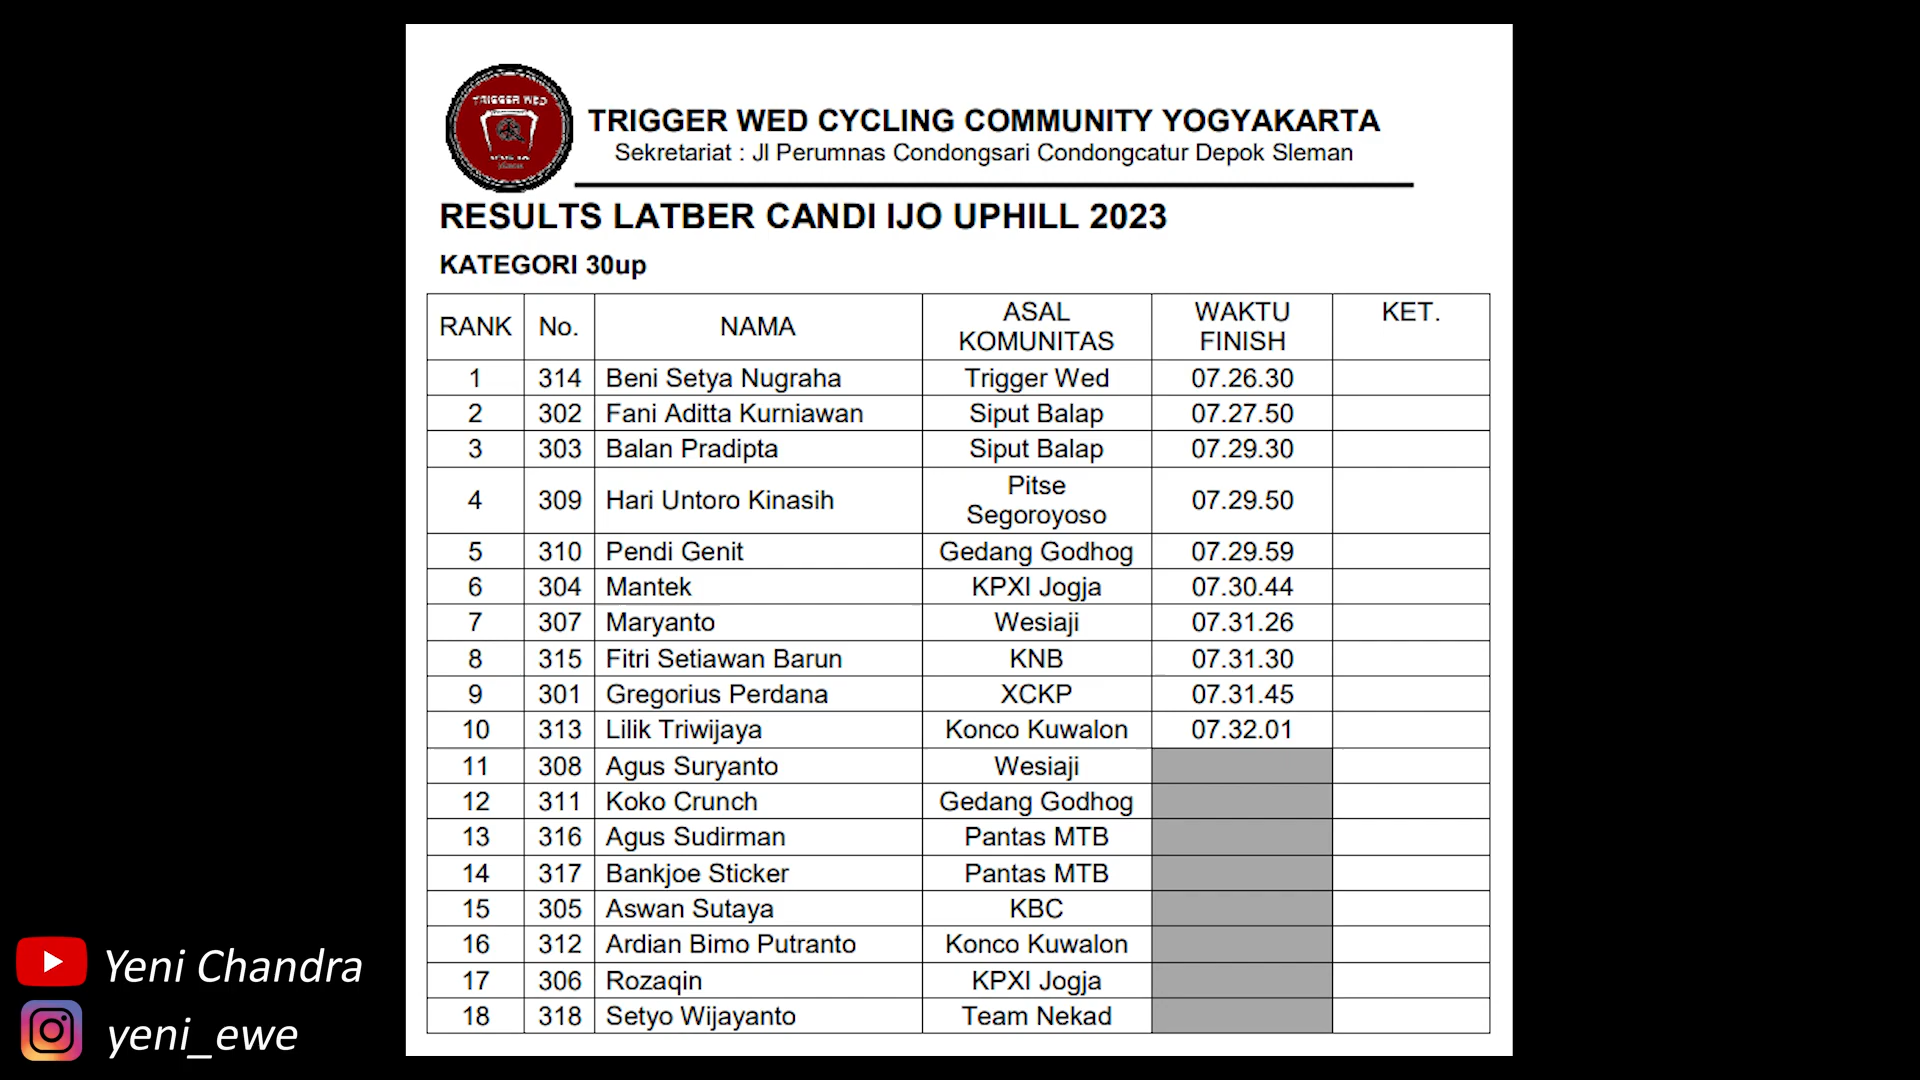 TRIGGER WED
TRIGGER WED CYCLING COMMUNITY YOGYAKARTA
Sekretariat : Jl Perumnas Condongsari Condongcatur Depok Sleman
RESULTS LATBER CANDI IJO UPHILL 2023
KATEGORI 30up
RANK No. NAMA ASAL KOMUNITAS WAKTU FINISH KET.
1 314 Beni Setya Nugraha Trigger Wed 07.26.30
2 302 Fani Aditta Kurniawan Siput Balap 07.27.50
3 303 Balan Pradipta Siput Balap 07.29.30
4 309 Hari Untoro Kinasih Pitse Segoroyoso 07.29.50
5 310 Pendi Genit Gedang Godhog 07.29.59
6 304 Mantek KPXI Jogja 07.30.44
7 307 Maryanto Wesiaji 07.31.26
8 315 Fitri Setiawan Barun KNB 07.31.30
9 301 Gregorius Perdana XCKP 07.31.45
10 313 Lilik Triwijaya Konco Kuwalon 07.32.01
11 308 Agus Suryanto Wesiaji
12 311 Koko Crunch Gedang Godhog
13 316 Agus Sudirman Pantas MTB
14 317 Bankjoe Sticker Pantas MTB
15 305 Aswan Sutaya KBC
16 312 Ardian Bimo Putranto Konco Kuwalon
17 306 Rozaqin KPXI Jogja
18 318 Setyo Wijayanto Team Nekad
Yeni Chandra
yeni_ewe